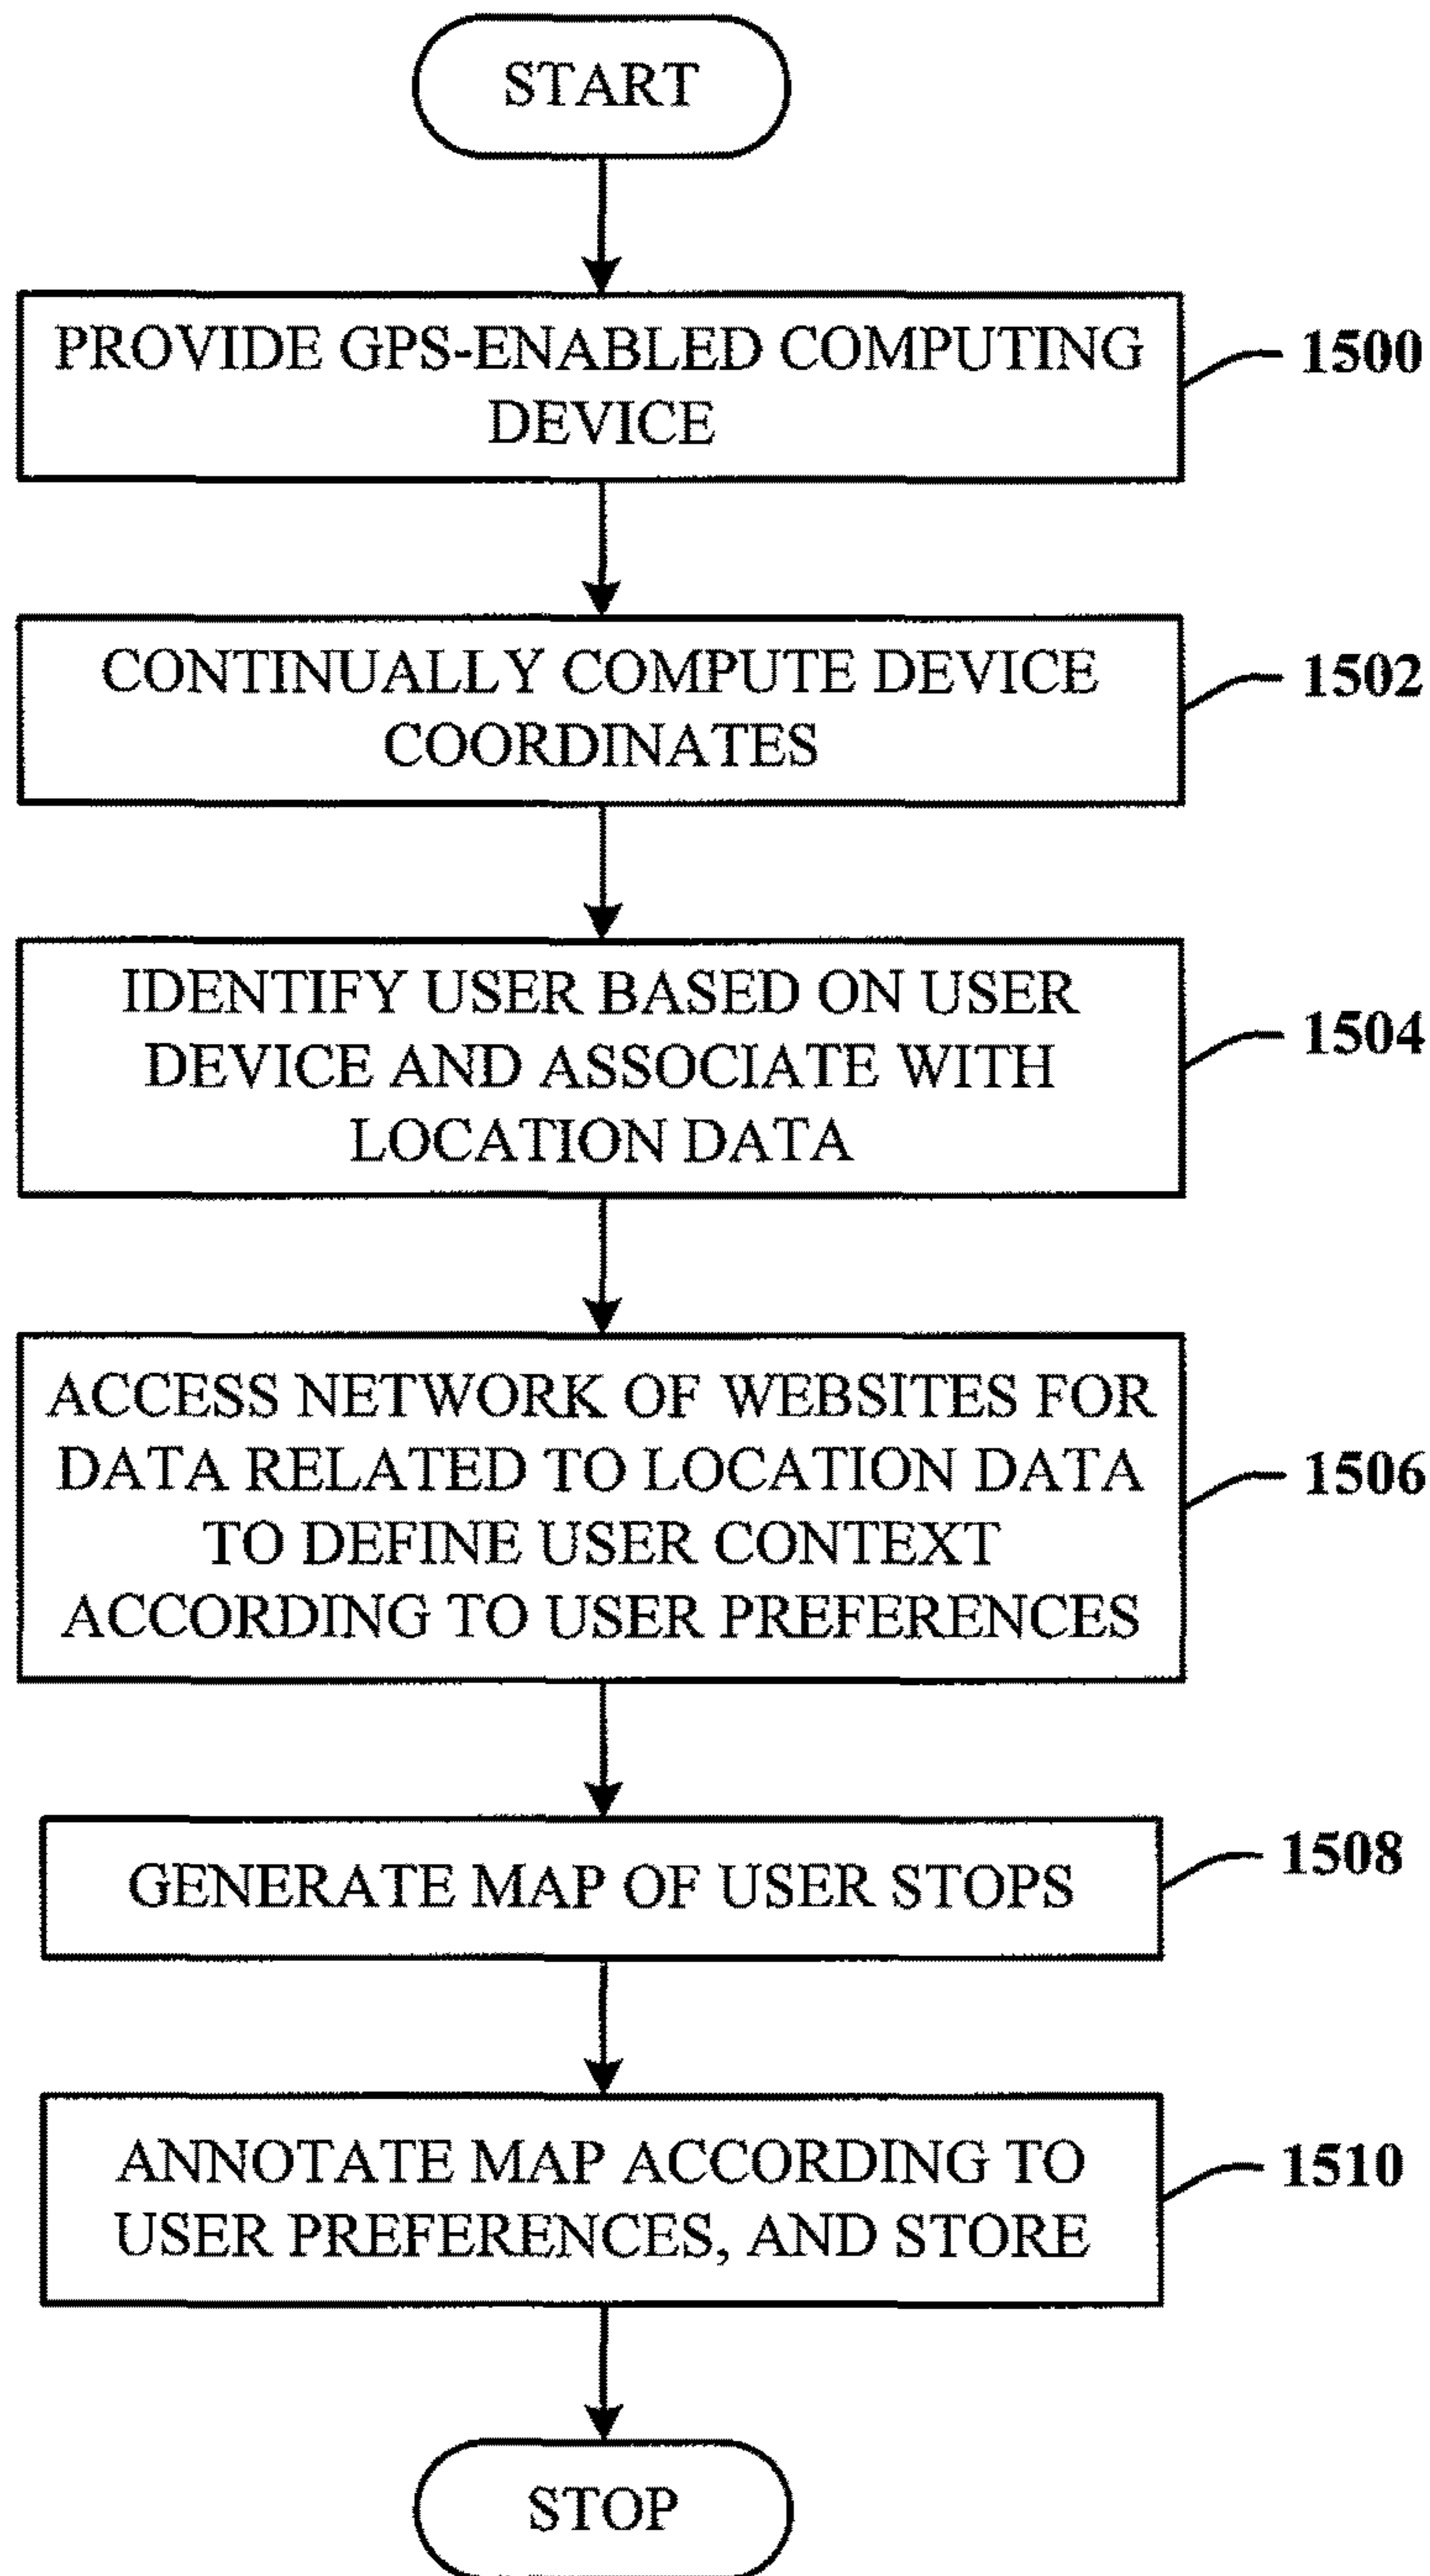 START
PROVIDE GPS-ENABLED COMPUTING
DEVICE
1500
CONTINUALLY COMPUTE DEVICE
COORDINATES
1502
IDENTIFY USER BASED ON USER
DEVICE AND ASSOCIATE WITH
LOCATION DATA
1504
ACCESS NETWORK OF WEBSITES FOR
DATA RELATED TO LOCATION DATA
TO DEFINE USER CONTEXT
ACCORDING TO USER PREFERENCES
1506
GENERATE MAP OF USER STOPS
1508
ANNOTATE MAP ACCORDING TO
USER PREFERENCES, AND STORE
1510
STOP